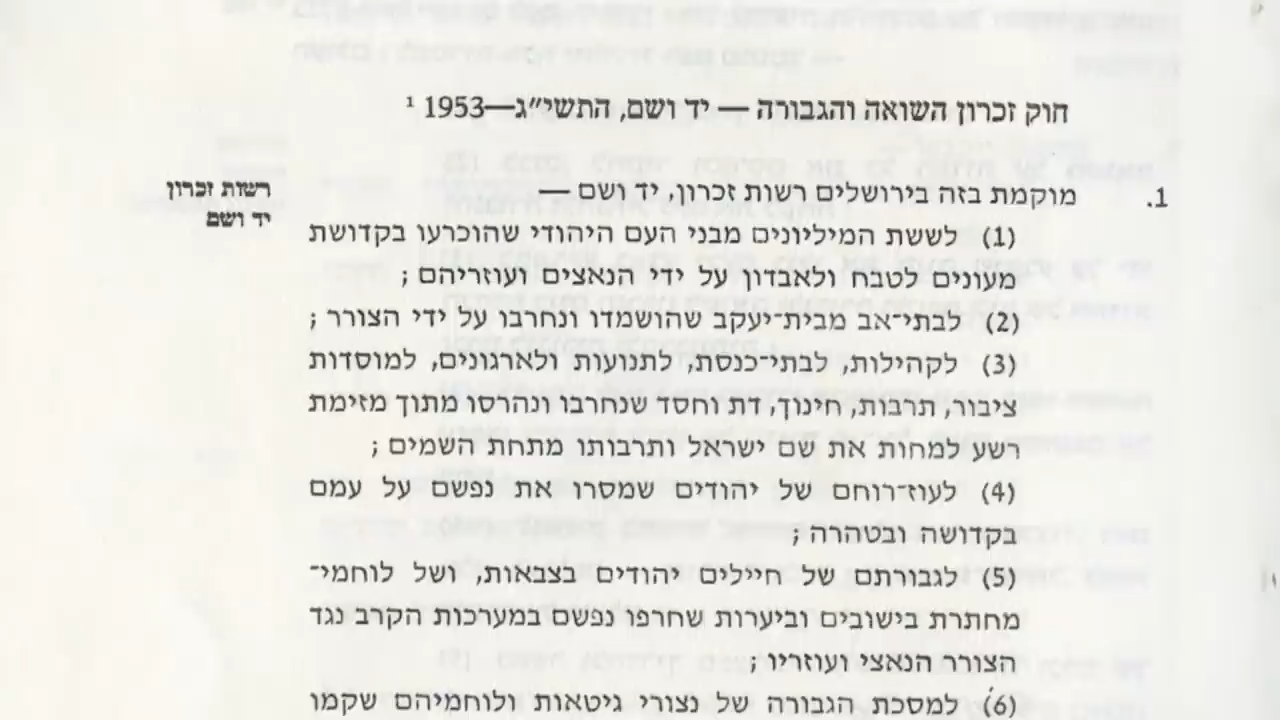 חוק זכרון השואה והגבורה — יד ושם, התשי״ג—1953 ¹
רשות זכרון
יד ושם
1. מוקמת בזה בירושלים רשות זכרון, יד ושם —
(1) לששת המיליונים מבני העם היהודי שהוכרעו בקדושת
מעונים לטבח ולאבדון על ידי הנאצים ועוזריהם ;
(2) לבתי־אב מבית־יעקב שהושמדו ונחרבו על ידי הצורר ;
(3) לקהילות, לבתי־כנסת, לתנועות ולארגונים, למוסדות
ציבור, תרבות, חינוך, דת וחסד שנחרבו ונהרסו מתוך מזימת
רשע למחות את שם ישראל ותרבותו מתחת השמים ;
(4) לעוז־רוחם של יהודים שמסרו את נפשם על עמם
בקדושה ובטהרה ;
(5) לגבורתם של חיילים יהודים בצבאות, ושל לוחמי־
מחתרת בישובים וביערות שחרפו נפשם במערכות הקרב נגד
הצורר הנאצי ועוזריו ;
(6) למסכת הגבורה של נצורי גיטאות ולוחמיהם שקמו